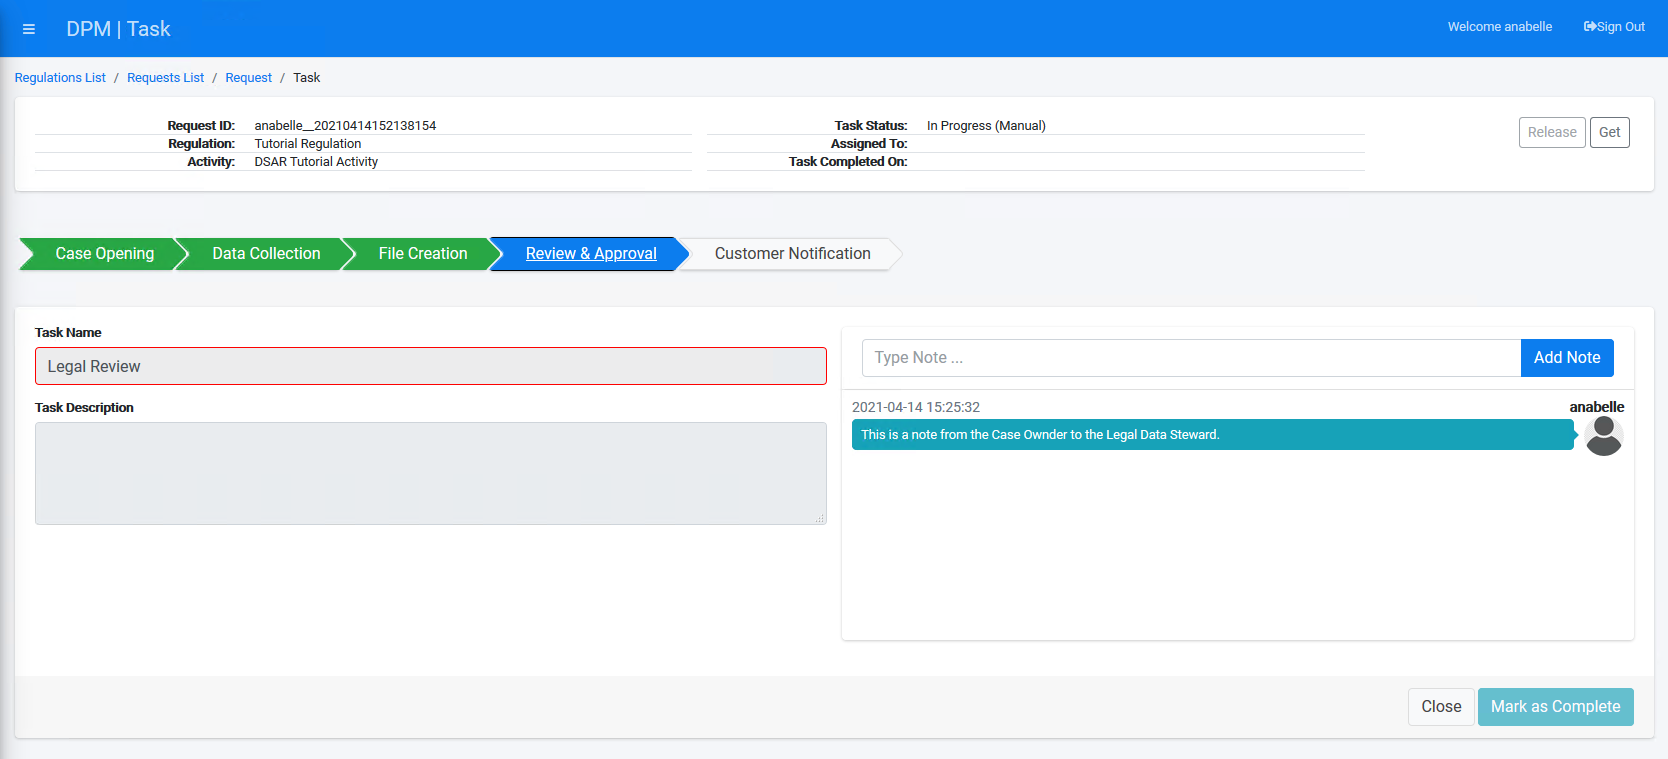 DPM | Task
Welcome anabelle
Sign Out
Regulations List / Requests List / Request / Task
Request ID: anabelle__20210414152138154
Regulation: Tutorial Regulation
Activity: DSAR Tutorial Activity
Task Status: In Progress (Manual)
Assigned To:
Task Completed On:
Release
Get
Case Opening
Data Collection
File Creation
Review & Approval
Customer Notification
Task Name
Legal Review
Task Description
Type Note ...
Add Note
2021-04-14 15:25:32
anabelle
This is a note from the Case Ownder to the Legal Data Steward.
Close
Mark as Complete